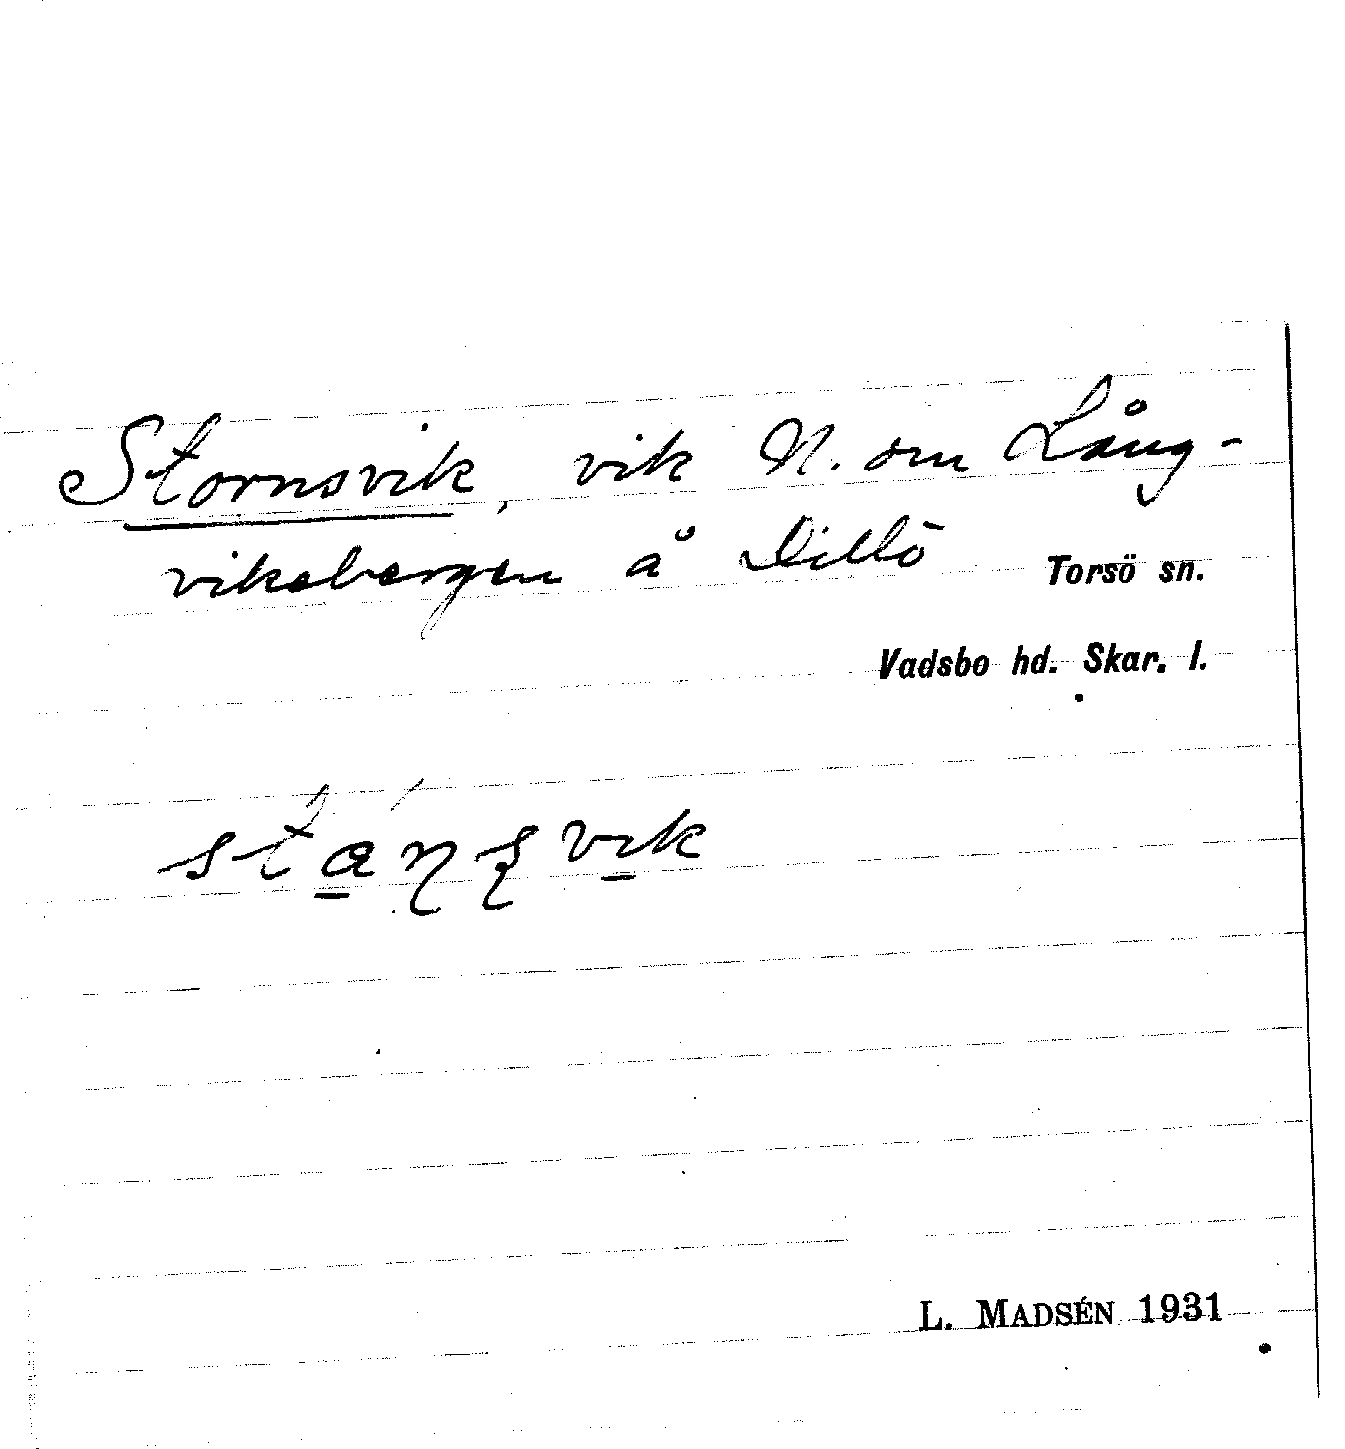 Stornsvik, vik N. om Lång-
viksbergen å Dillö
Torsö sn.
Vadsbo hd. Skar. l.
L. MADSÉN 1931